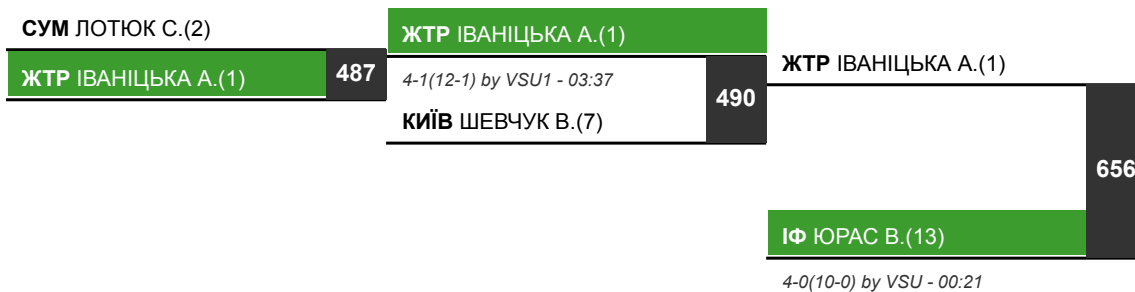 СУМ ЛОТЮК С.(2)
ЖТР ІВАНІЦЬКА А.(1)
487
ЖТР ІВАНІЦЬКА А.(1)
4-1(12-1) by VSU1 - 03:37
КИЇВ ШЕВЧУК В.(7)
490
ЖТР ІВАНІЦЬКА А.(1)
656
ІФ ЮРАС В.(13)
4-0(10-0) by VSU - 00:21